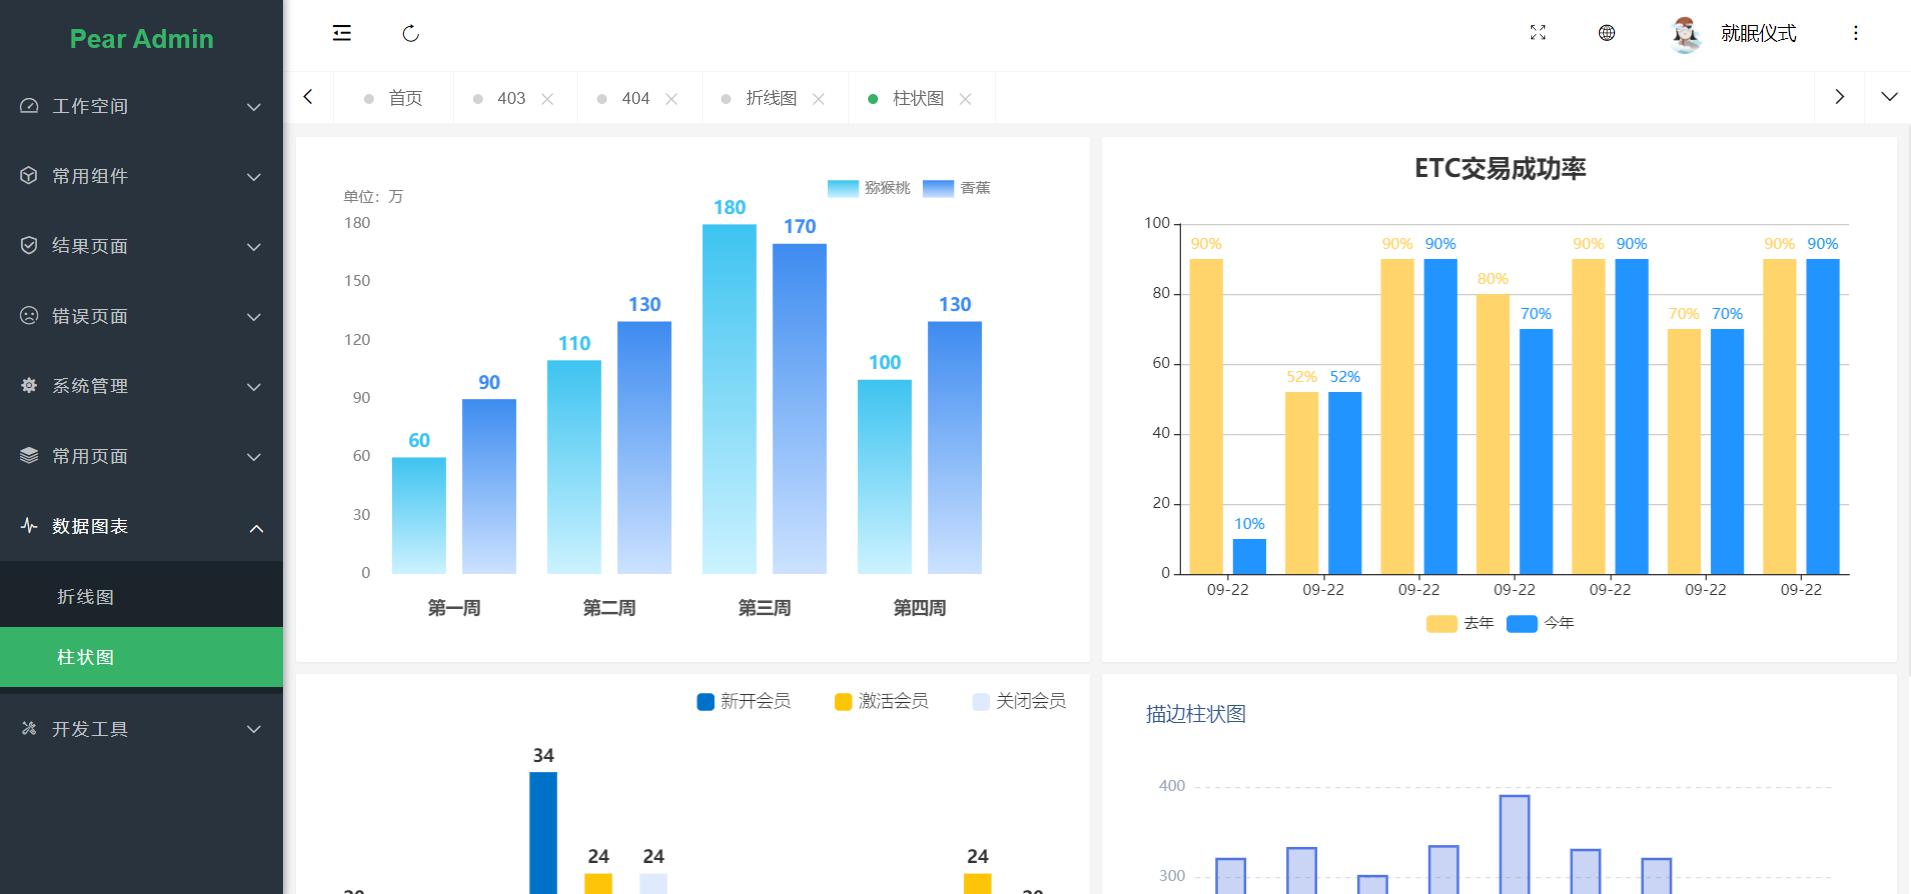 Pear Admin
工作空间
常用组件
结果页面
错误页面
系统管理
常用页面
数据图表
折线图
柱状图
开发工具
就眠仪式
首页 403 404 折线图 柱状图
单位：万
猕猴桃 香蕉
180
150
120
90
60
30
0
60 90 110 130 180 170 100 130
第一周 第二周 第三周 第四周
ETC交易成功率
100
80
60
40
20
0
90% 10% 52% 52% 90% 90% 80% 70% 90% 90% 70% 70% 90% 90%
09-22 09-22 09-22 09-22 09-22 09-22 09-22
去年 今年
新开会员 激活会员 关闭会员
34
24 24 24
描边柱状图
400
300